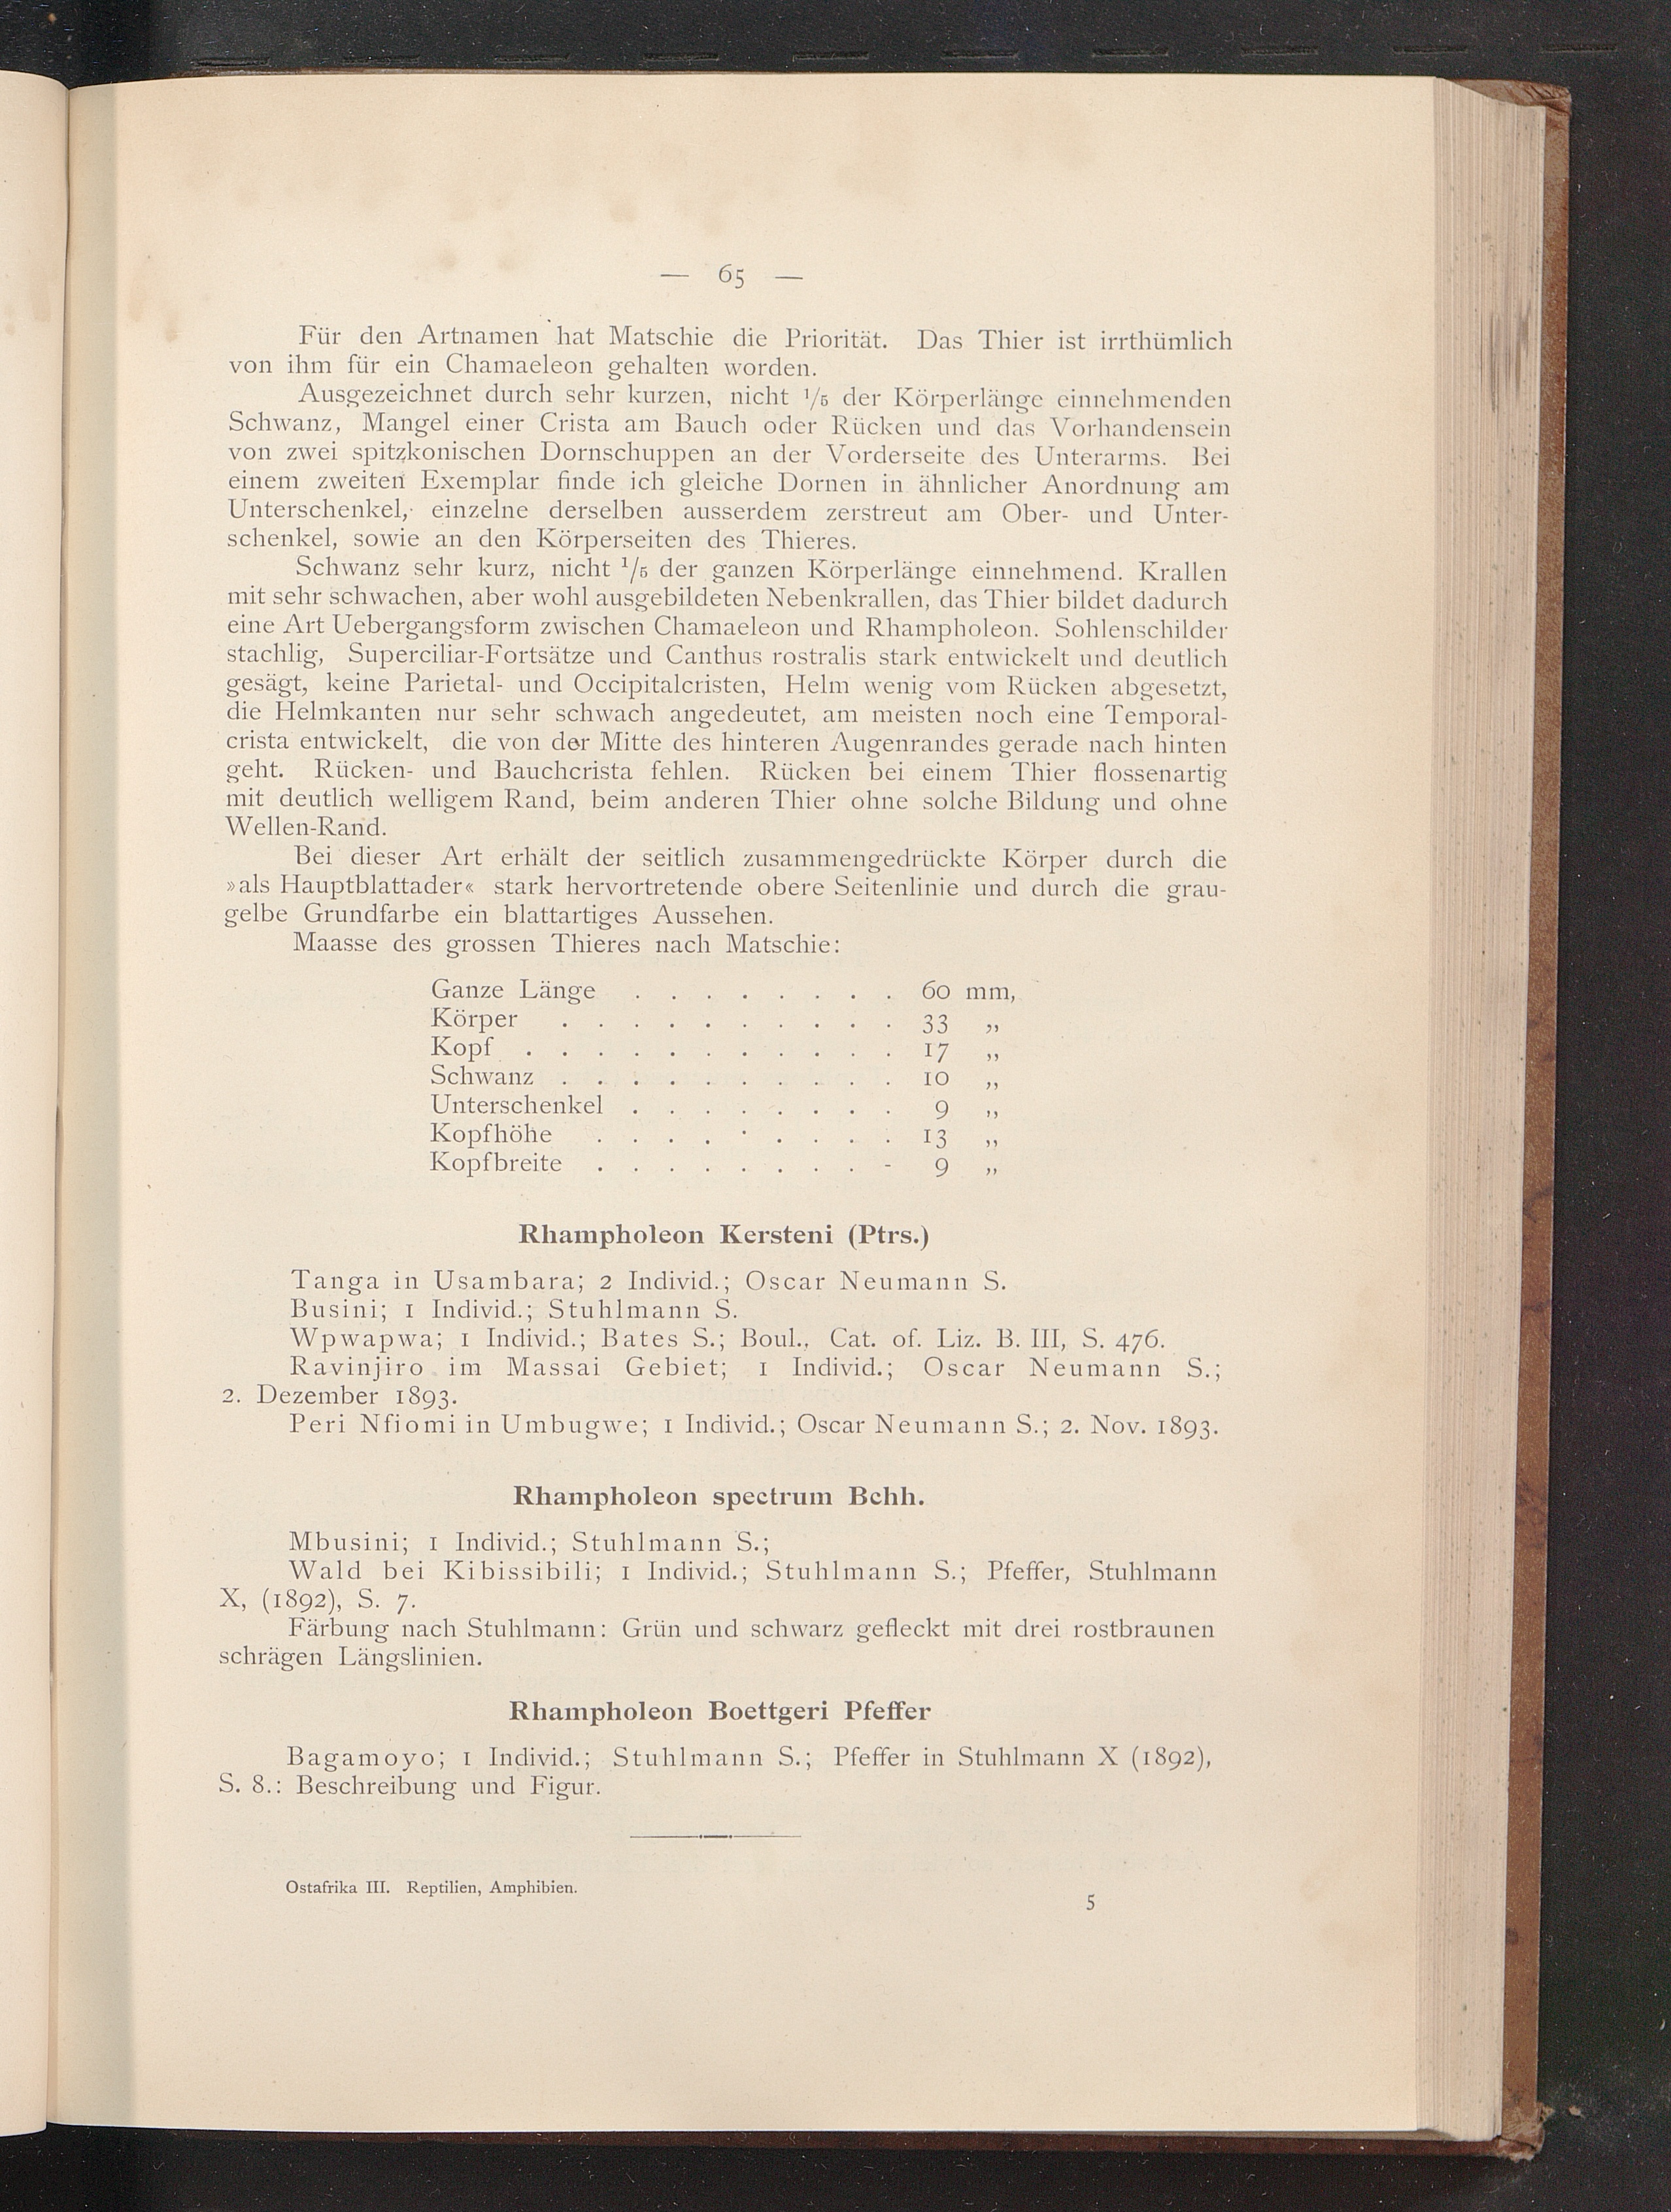 — 65 —
Für den Artnamen hat Matschie die Priorität. Das Thier ist irrthümlich
von ihm für ein Chamaeleon gehalten worden.
Ausgezeichnet durch sehr kurzen, nicht 1/5 der Körperlänge einnehmenden
Schwanz, Mangel einer Crista am Bauch oder Rücken und das Vorhandensein
von zwei spitzkonischen Dornschuppen an der Vorderseite des Unterarms. Bei
einem zweiten Exemplar finde ich gleiche Dornen in ähnlicher Anordnung am
Unterschenkel, einzelne derselben ausserdem zerstreut am Ober- und Unter-
schenkel, sowie an den Körperseiten des Thieres.
Schwanz sehr kurz, nicht 1/5 der ganzen Körperlänge einnehmend. Krallen
mit sehr schwachen, aber wohl ausgebildeten Nebenkrallen, das Thier bildet dadurch
eine Art Uebergangsform zwischen Chamaeleon und Rhampholeon. Sohlenschilder
stachlig, Superciliar-Fortsätze und Canthus rostralis stark entwickelt und deutlich
gesägt, keine Parietal- und Occipitalcristen, Helm wenig vom Rücken abgesetzt,
die Helmkanten nur sehr schwach angedeutet, am meisten noch eine Temporal-
crista entwickelt, die von der Mitte des hinteren Augenrandes gerade nach hinten
geht. Rücken- und Bauchcrista fehlen. Rücken bei einem Thier flossenartig
mit deutlich welligem Rand, beim anderen Thier ohne solche Bildung und ohne
Wellen-Rand.
Bei dieser Art erhält der seitlich zusammengedrückte Körper durch die
»als Hauptblattader« stark hervortretende obere Seitenlinie und durch die grau-
gelbe Grundfarbe ein blattartiges Aussehen.
Maasse des grossen Thieres nach Matschie:
Ganze Länge . . . . . . . . 60 mm,
Körper . . . . . . . . . . 33 „
Kopf . . . . . . . . . . . 17 „
Schwanz . . . . . . . . . . 10 „
Unterschenkel . . . . . . . . 9 „
Kopfhöhe . . . . . . . . . 13 „
Kopfbreite . . . . . . . . - 9 „
Rhampholeon Kersteni (Ptrs.)
Tanga in Usambara; 2 Individ.; Oscar Neumann S.
Busini; 1 Individ.; Stuhlmann S.
Wpwapwa; 1 Individ.; Bates S.; Boul., Cat. of. Liz. B. III, S. 476.
Ravinjiro im Massai Gebiet; 1 Individ.; Oscar Neumann S.;
2. Dezember 1893.
Peri Nfiomi in Umbugwe; 1 Individ.; Oscar Neumann S.; 2. Nov. 1893.
Rhampholeon spectrum Bchh.
Mbusini; 1 Individ.; Stuhlmann S.;
Wald bei Kibissibili; 1 Individ.; Stuhlmann S.; Pfeffer, Stuhlmann
X, (1892), S. 7.
Färbung nach Stuhlmann: Grün und schwarz gefleckt mit drei rostbraunen
schrägen Längslinien.
Rhampholeon Boettgeri Pfeffer
Bagamoyo; 1 Individ.; Stuhlmann S.; Pfeffer in Stuhlmann X (1892),
S. 8.: Beschreibung und Figur.
Ostafrika III. Reptilien, Amphibien.
5